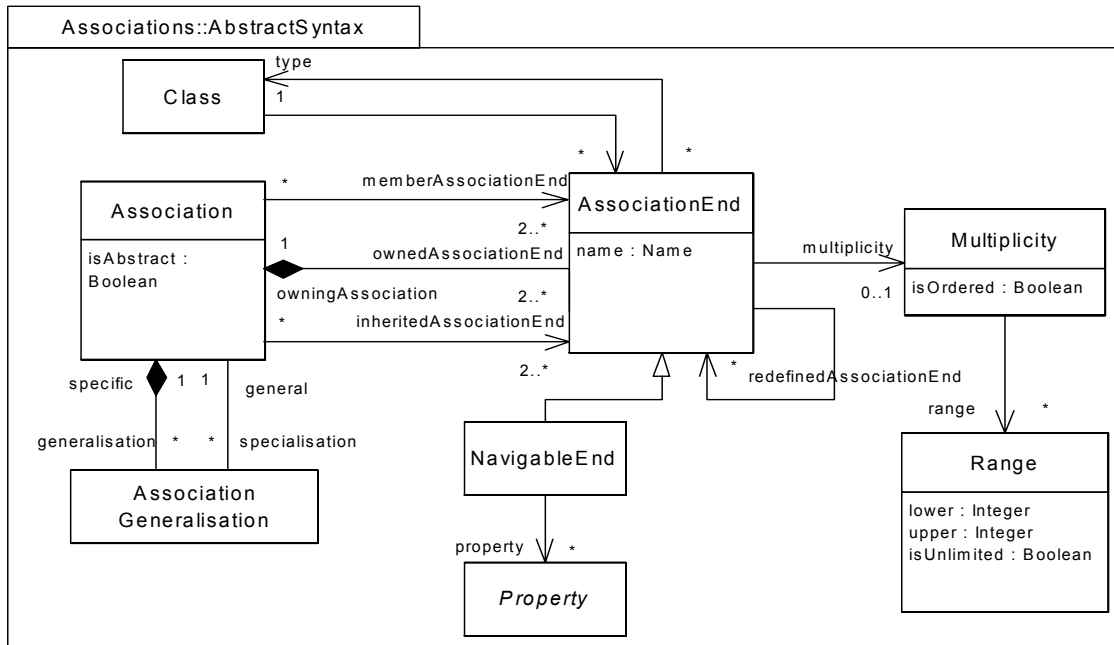 Associations::AbstractSyntax
type
Class
1
*
*
Association
isAbstract :
Boolean
*
memberAssociationEnd
2..*
1
ownedAssociationEnd
owningAssociation
2..*
*
inheritedAssociationEnd
2..*
AssociationEnd
name : Name
multiplicity
0..1
Multiplicity
isOrdered : Boolean
*
redefinedAssociationEnd
specific
1
1
general
generalisation
*
*
specialisation
Association
Generalisation
NavigableEnd
property
*
Property
range
*
Range
lower : Integer
upper : Integer
isUnlimited : Boolean